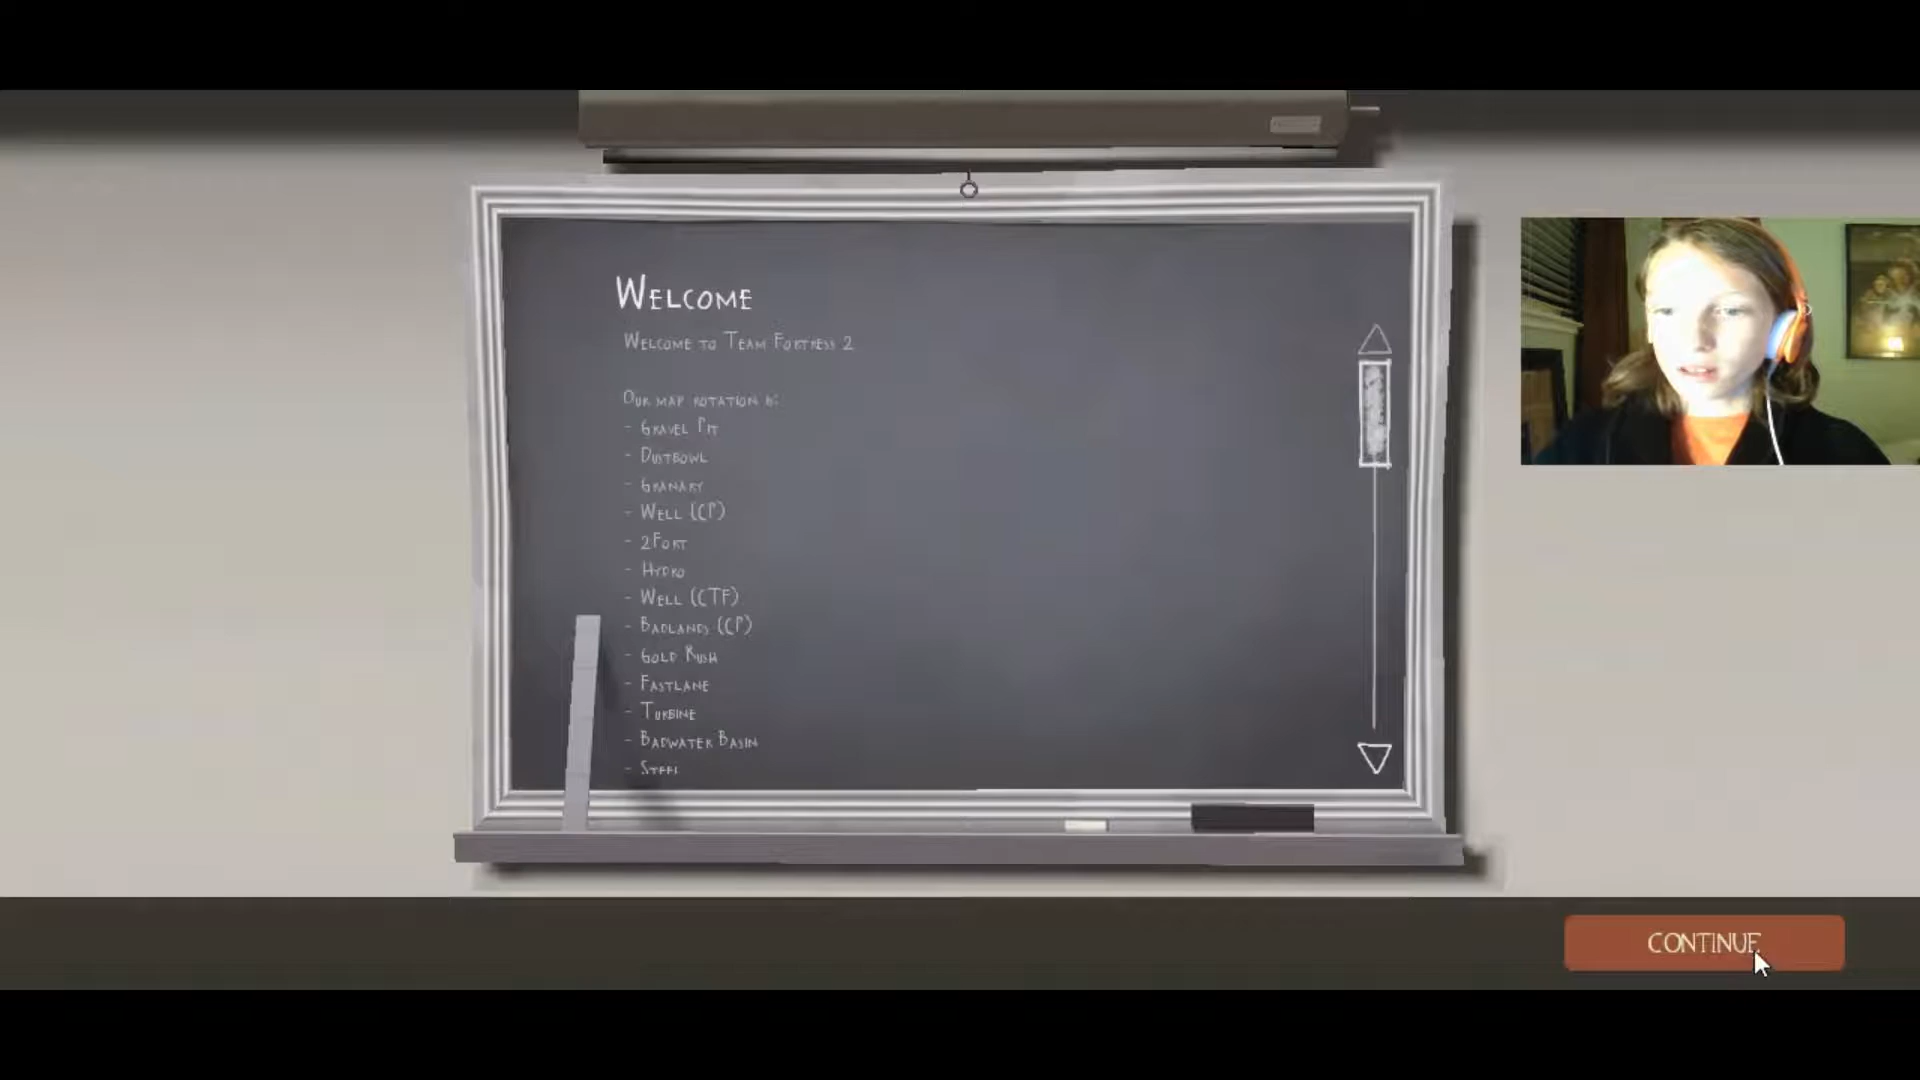 Welcome
Welcome to Team Fortress 2
Our map rotation is:
- Gravel Pit
- Dustbowl
- Granary
- Well (CP)
- 2Fort
- Hydro
- Well (CTF)
- Badlands (CP)
- Gold Rush
- Fastlane
- Turbine
- Badwater Basin
- Steel
CONTINUE